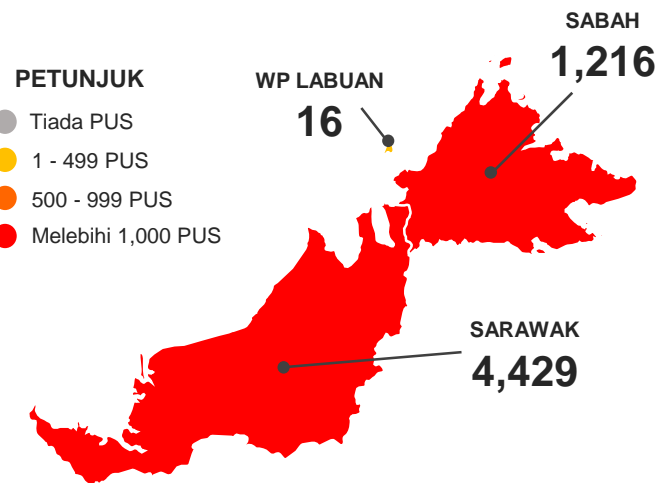 SABAH
1,216
WP LABUAN
16
PETUNJUK
Tiada PUS
1 - 499 PUS
500 - 999 PUS
Melebihi 1,000 PUS
SARAWAK
4,429